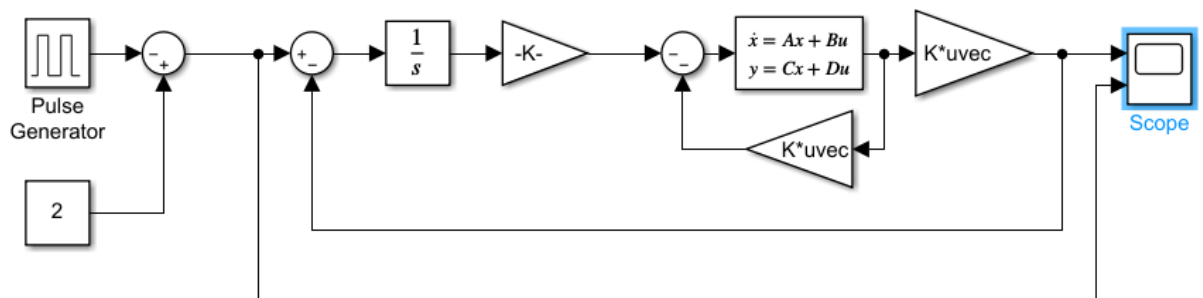 Pulse
Generator
−
+
2
+
−
1
s
-K-
−
−
ẋ = Ax + Bu
y = Cx + Du
K*uvec
K*uvec
Scope